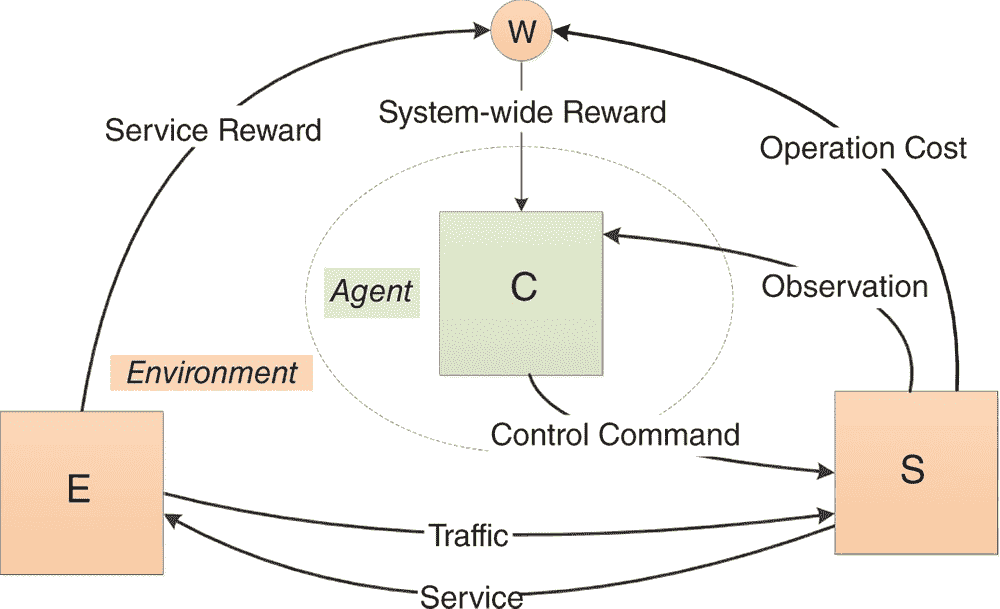 W
Service Reward
System-wide Reward
Operation Cost
Agent
C
Observation
Environment
Control Command
E
S
Traffic
Service